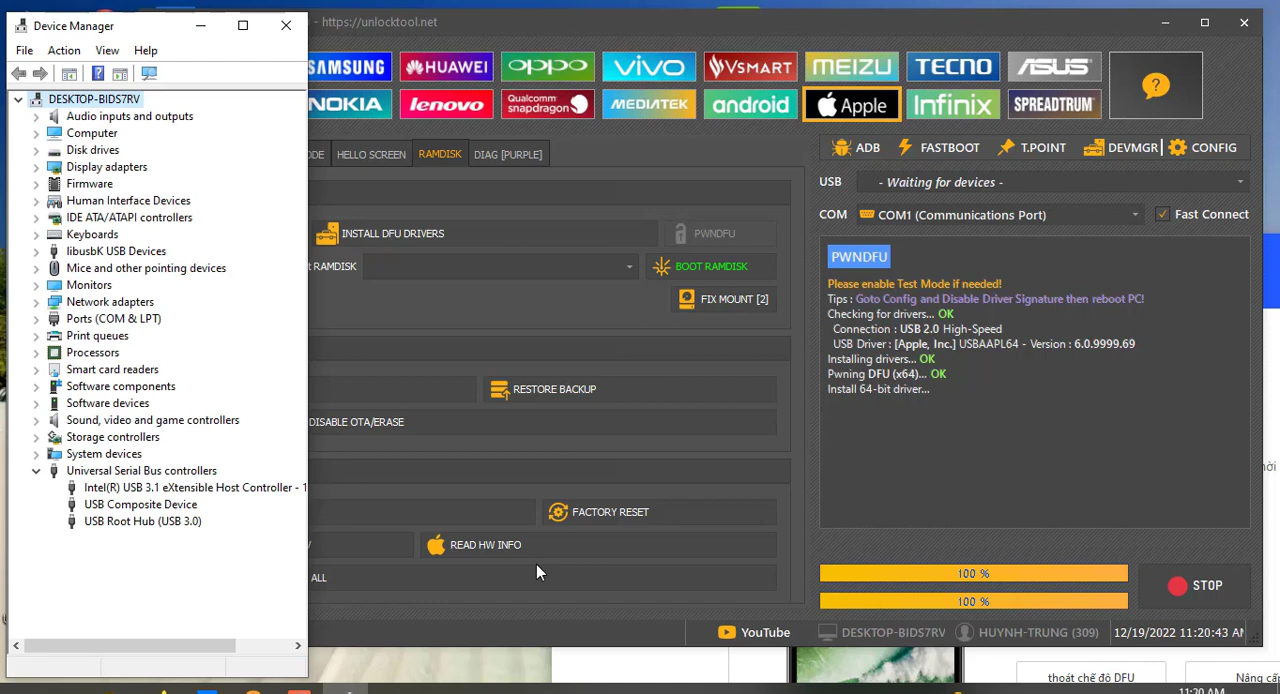 Device Manager
File Action View Help
DESKTOP-BIDS7RV
Audio inputs and outputs
Computer
Disk drives
Display adapters
Firmware
Human Interface Devices
IDE ATA/ATAPI controllers
Keyboards
libusbK USB Devices
Mice and other pointing devices
Monitors
Network adapters
Ports (COM & LPT)
Print queues
Processors
Smart card readers
Software components
Software devices
Sound, video and game controllers
Storage controllers
System devices
Universal Serial Bus controllers
Intel(R) USB 3.1 eXtensible Host Controller - 1
USB Composite Device
USB Root Hub (USB 3.0)
- https://unlocktool.net
SAMSUNG HUAWEI oppo vivo VSMART MEIZU TECNO ASUS
NOKIA lenovo Qualcomm snapdragon MEDIATEK android Apple Infinix SPREADTRUM ?
ODE HELLO SCREEN RAMDISK DIAG [PURPLE]
INSTALL DFU DRIVERS PWNDFU
RAMDISK BOOT RAMDISK
FIX MOUNT [2]
RESTORE BACKUP
DISABLE OTA/ERASE
FACTORY RESET
READ HW INFO
ALL
ADB FASTBOOT T.POINT DEVMGR CONFIG
USB - Waiting for devices -
COM COM1 (Communications Port) Fast Connect
PWNDFU
Please enable Test Mode if needed!
Tips : Goto Config and Disable Driver Signature then reboot PC!
Checking for drivers... OK
Connection : USB 2.0 High-Speed
USB Driver : [Apple, Inc.] USBAAPL64 - Version : 6.0.9999.69
Installing drivers... OK
Pwning DFU (x64)... OK
Install 64-bit driver...
100 %
100 %
STOP
YouTube DESKTOP-BIDS7RV HUYNH-TRUNG (309) 12/19/2022 11:20:43 AM
thoát chế độ DFU
Nâng cấ
11:20 AM